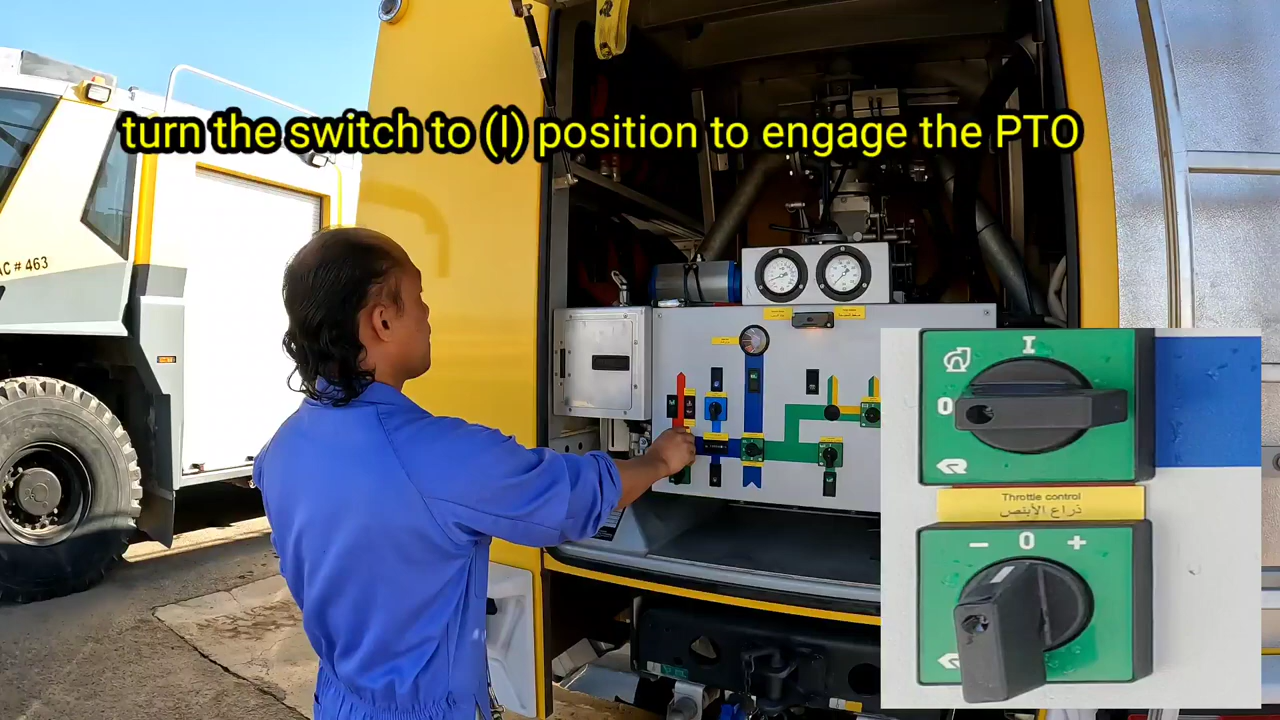 turn the switch to (I) position to engage the PTO
AC # 463
I
0
Throttle control
ذراع الأبنص
- 0 +